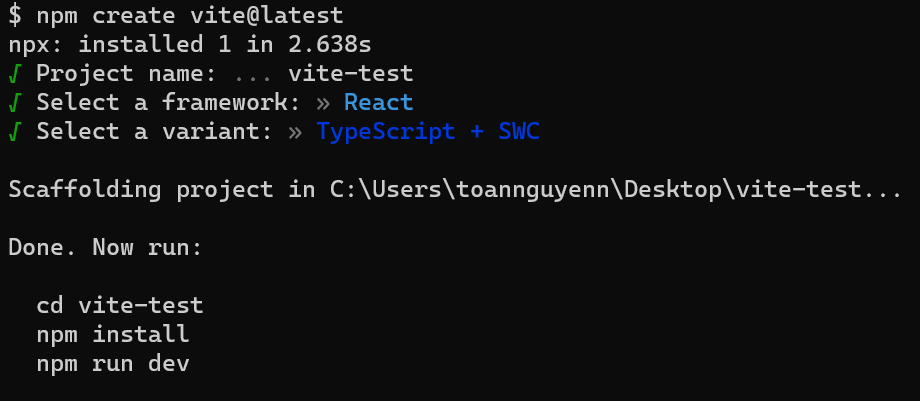 $ npm create vite@latest
npx: installed 1 in 2.638s
√ Project name: ... vite-test
√ Select a framework: » React
√ Select a variant: » TypeScript + SWC
Scaffolding project in C:\Users\toannguyenn\Desktop\vite-test...
Done. Now run:
cd vite-test
npm install
npm run dev